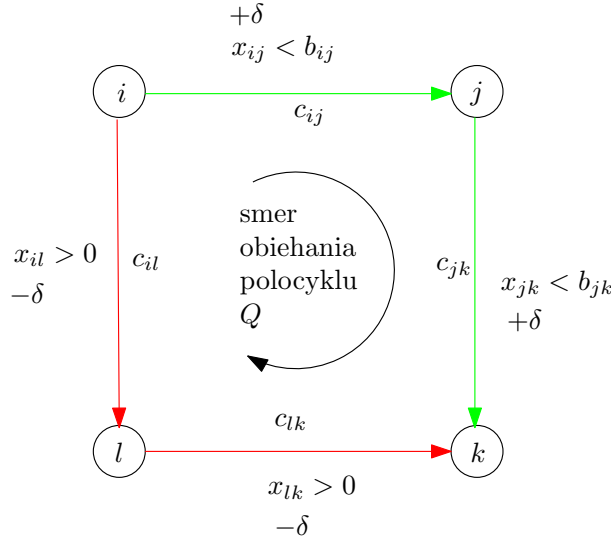 +δ
x_{ij} < b_{ij}
i
j
c_{ij}
smer
obiehania
polocyklu
Q
x_{il} > 0
−δ
c_{il}
c_{jk}
x_{jk} < b_{jk}
+δ
c_{lk}
l
k
x_{lk} > 0
−δ